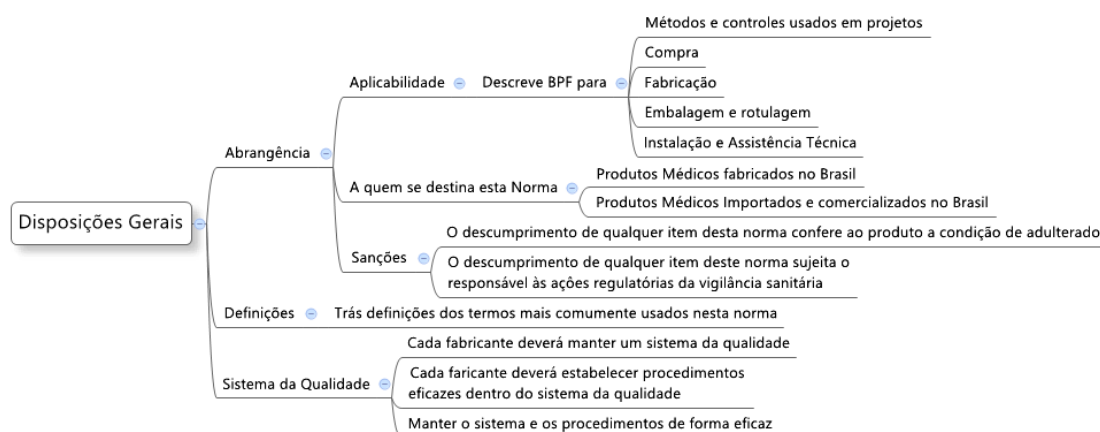 Métodos e controles usados em projetos
Compra
Aplicabilidade
Descreve BPF para
Fabricação
Embalagem e rotulagem
Instalação e Assistência Técnica
Abrangência
Produtos Médicos fabricados no Brasil
A quem se destina esta Norma
Produtos Médicos Importados e comercializados no Brasil
Disposições Gerais
O descumprimento de qualquer item desta norma confere ao produto a condição de adulterado
Sanções
O descumprimento de qualquer item deste norma sujeita o
responsável às açôes regulatórias da vigilância sanitária
Definições
Trás definições dos termos mais comumente usados nesta norma
Cada fabricante deverá manter um sistema da qualidade
Sistema da Qualidade
Cada faricante deverá estabelecer procedimentos
eficazes dentro do sistema da qualidade
Manter o sistema e os procedimentos de forma eficaz